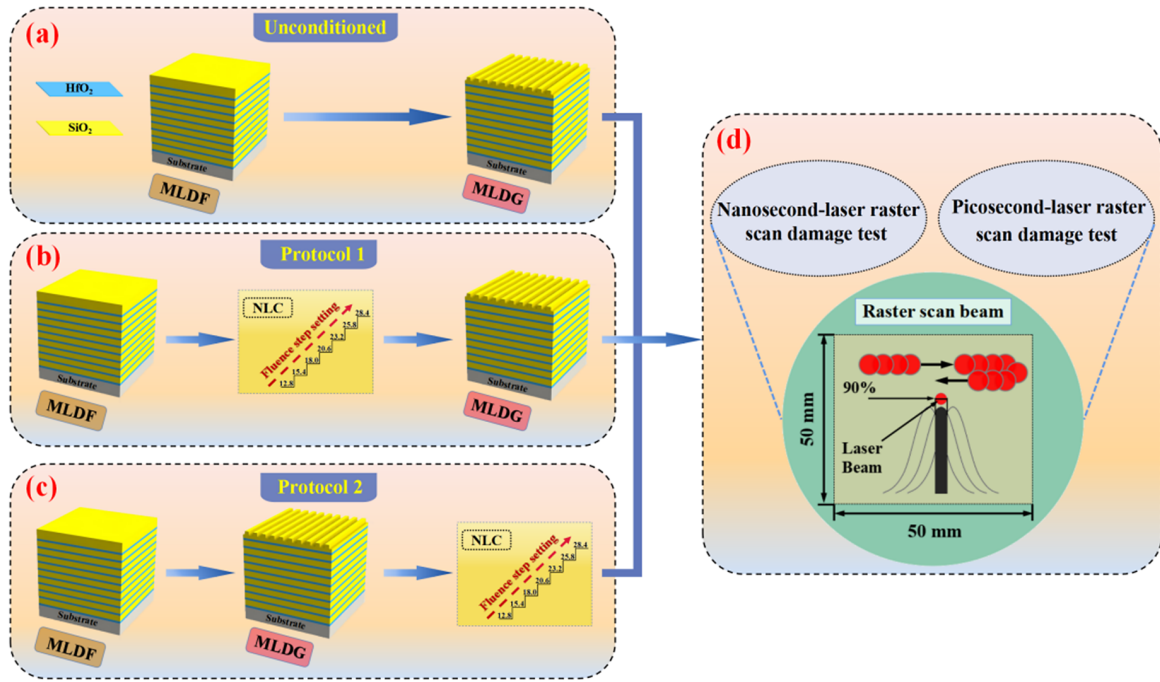 (a)
Unconditioned
HfO₂
SiO₂
Substrate
MLDF
Substrate
MLDG
(b)
Protocol 1
Substrate
MLDF
NLC
Fluence step setting
12.8
15.4
18.0
20.6
23.2
25.8
28.4
Substrate
MLDG
(c)
Protocol 2
Substrate
MLDF
Substrate
MLDG
NLC
Fluence step setting
12.8
15.4
18.0
20.6
23.2
25.8
28.4
(d)
Nanosecond-laser raster
scan damage test
Picosecond-laser raster
scan damage test
Raster scan beam
90%
Laser
Beam
50 mm
50 mm